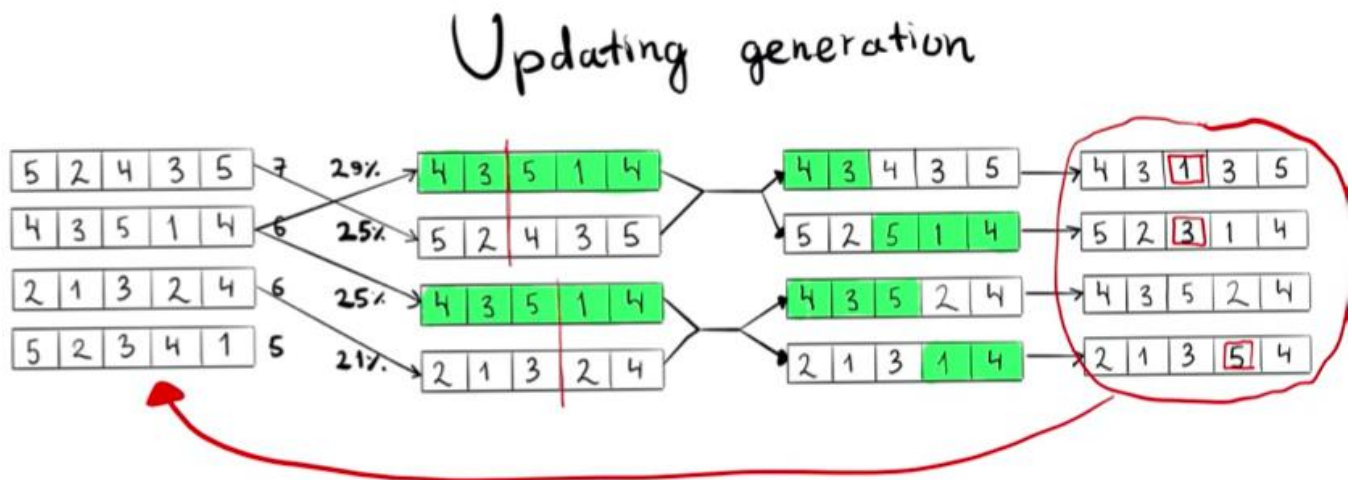 Updating generation
5 2 4 3 5 7 29% 4 3 5 1 4 4 3 4 3 5 4 3 1 3 5
4 3 5 1 4 6 25% 5 2 4 3 5 5 2 5 1 4 5 2 3 1 4
2 1 3 2 4 6 25% 4 3 5 1 4 4 3 5 2 4 4 3 5 2 4
5 2 3 4 1 5 21% 2 1 3 2 4 2 1 3 1 4 2 1 3 5 4